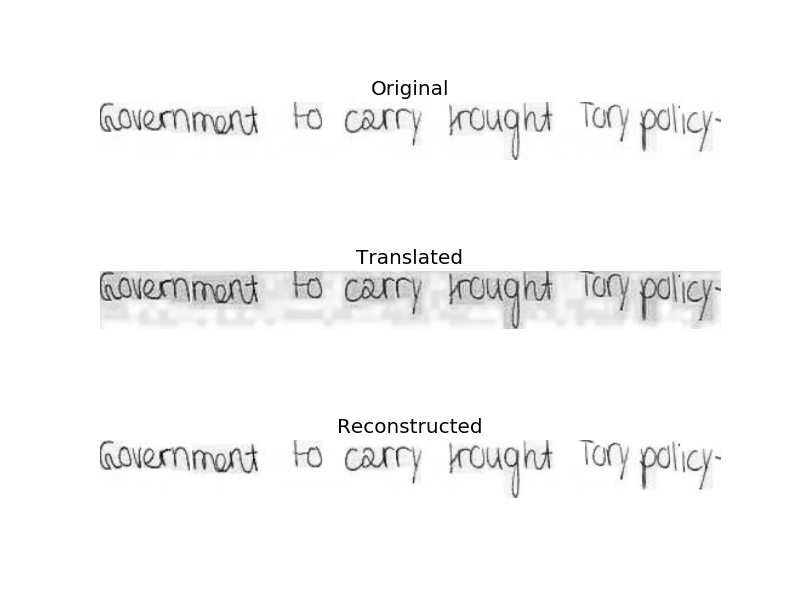 Original
Government to carry trought Tory policy-
Translated
Government to carry trought Tory policy-
Reconstructed
Government to carry trought Tory policy-